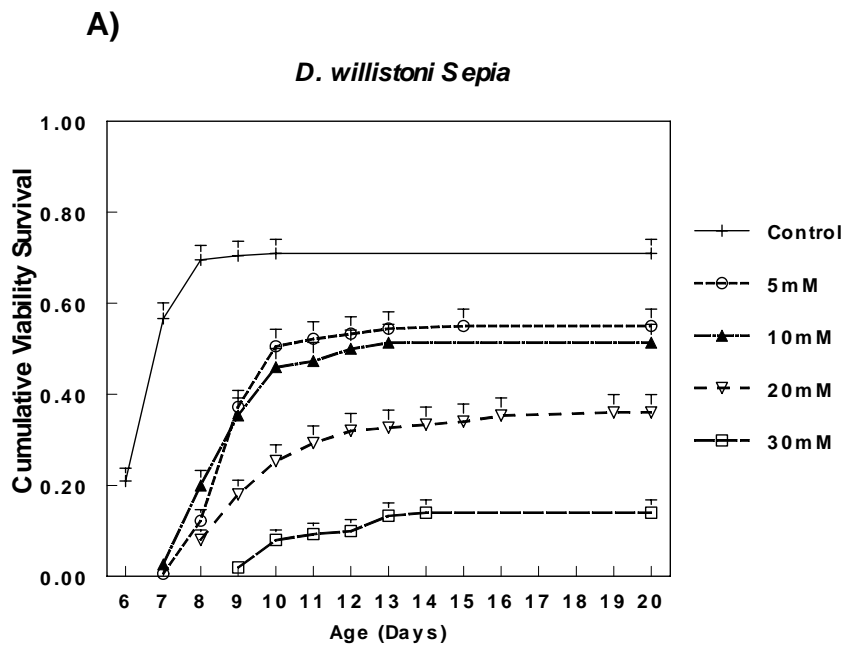 A)
D. willistoni Sepia
Cumulative Viability Survival
1.00
0.80
0.60
0.40
0.20
0.00
6 7 8 9 10 11 12 13 14 15 16 17 18 19 20
Age (Days)
Control
5mM
10mM
20mM
30mM